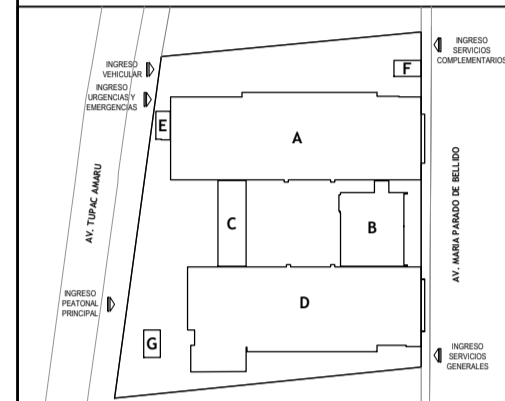 INGRESO
SERVICIOS
COMPLEMENTARIOS
INGRESO
VEHICULAR
F
INGRESO
URGENCIAS Y
EMERGENCIAS
E
A
AV. TUPAC AMARU
C
B
AV. MARIA PARADO DE BELLIDO
INGRESO
PEATONAL
PRINCIPAL
D
G
INGRESO
SERVICIOS
GENERALES